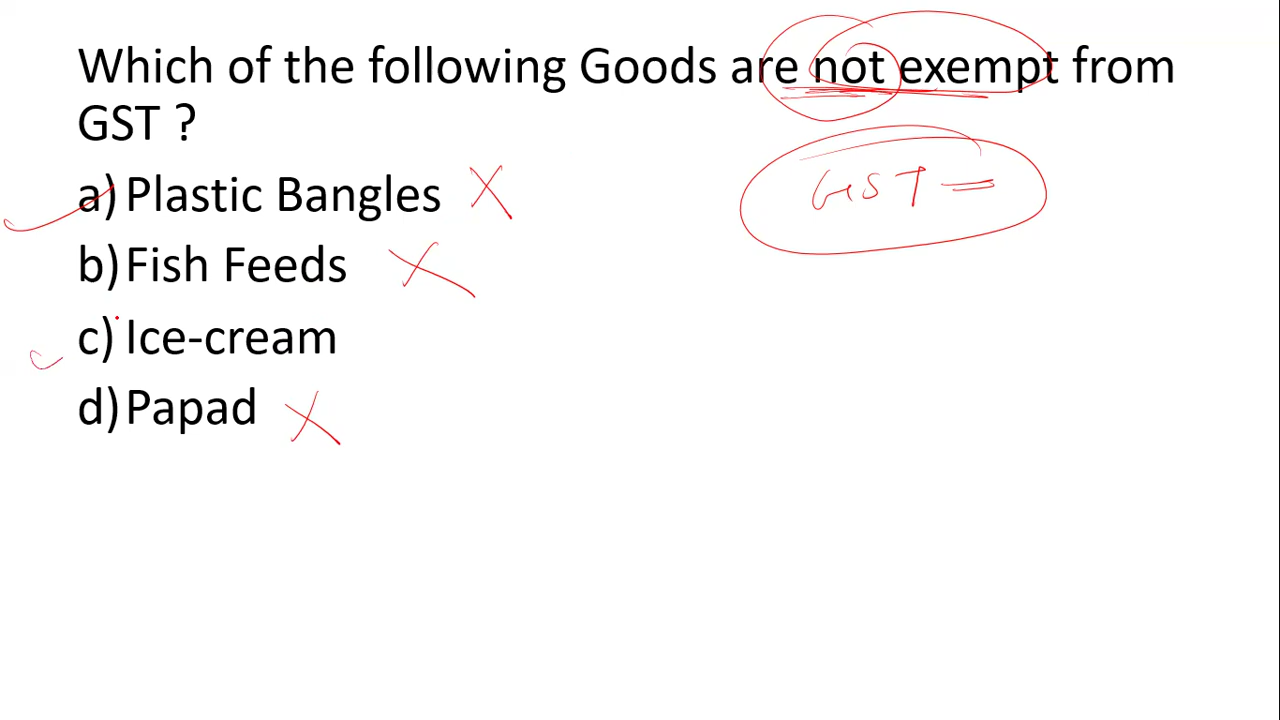 Which of the following Goods are not exempt from
GST ?
GST =
a) Plastic Bangles
b) Fish Feeds
c) Ice-cream
d) Papad